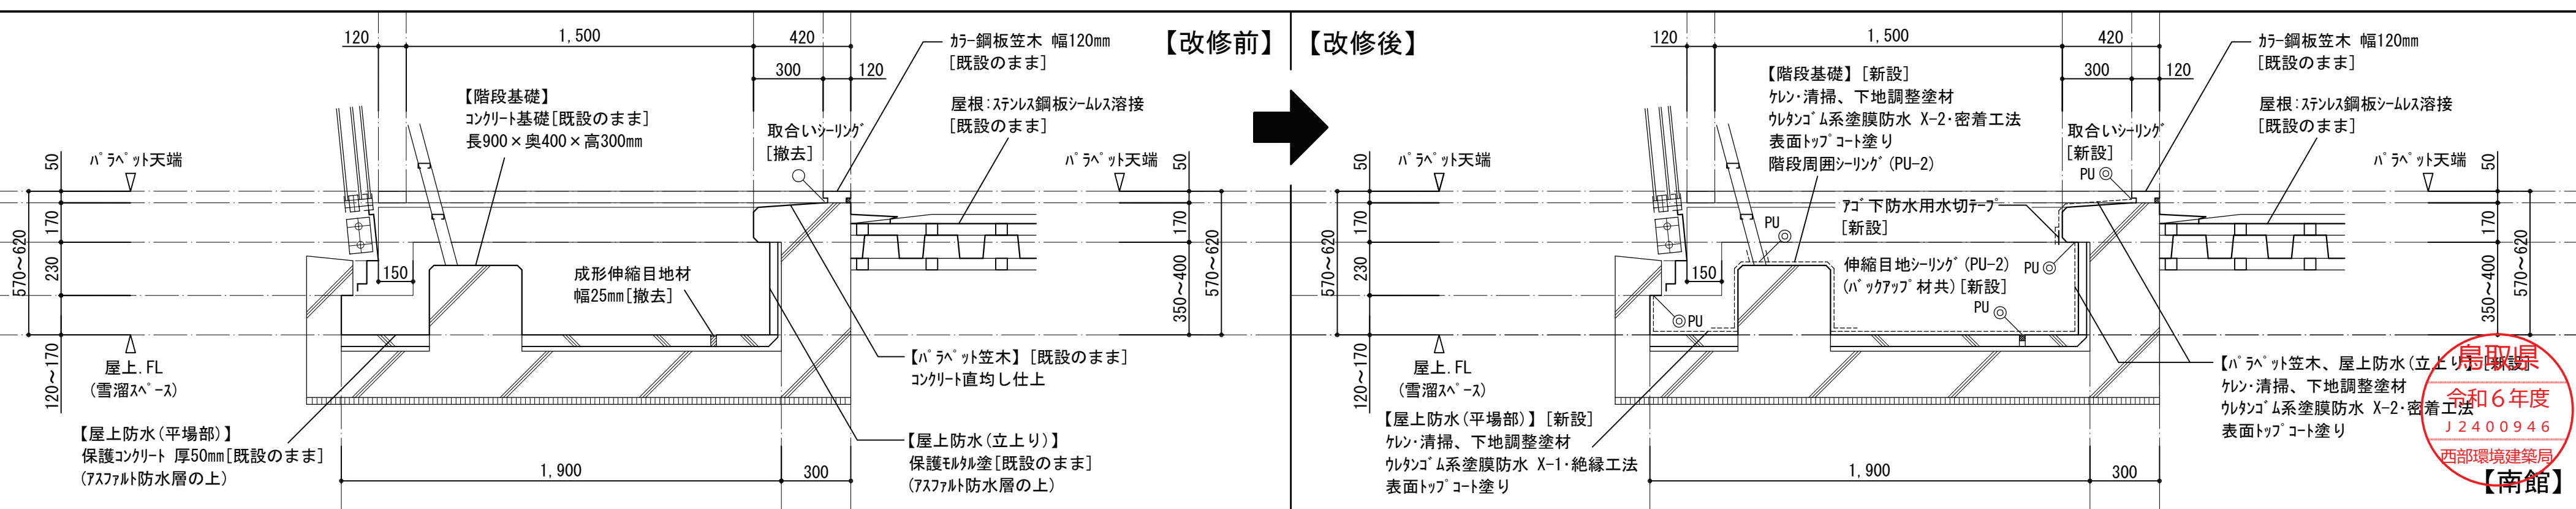 【改修前】
120
1,500
420
300
120
カラー鋼板笠木 幅120mm
[既設のまま]
【階段基礎】
コンクリート基礎[既設のまま]
長900×奥400×高300mm
取合いシーリング
[撤去]
屋根:ステンレス鋼板シームレス溶接
[既設のまま]
パラペット天端
パラペット天端
50
170
230
570~620
120~170
150
成形伸縮目地材
幅25mm[撤去]
50
170
350~400
570~620
屋上.FL
(雪溜スペース)
【パラペット笠木】[既設のまま]
コンクリート直均し仕上
【屋上防水(平場部)】
保護コンクリート 厚50mm[既設のまま]
(アスファルト防水層の上)
【屋上防水(立上り)】
保護モルタル塗[既設のまま]
(アスファルト防水層の上)
1,900
300
【改修後】
120
1,500
420
300
120
カラー鋼板笠木 幅120mm
[既設のまま]
【階段基礎】[新設]
ケレン・清掃、下地調整塗材
ウレタンゴム系塗膜防水 X-2・密着工法
表面トップコート塗り
階段周囲シーリング(PU-2)
取合いシーリング
[新設]
PU
屋根:ステンレス鋼板シームレス溶接
[既設のまま]
パラペット天端
パラペット天端
50
170
230
570~620
120~170
150
PU
アゴ下防水用水切テープ
[新設]
伸縮目地シーリング(PU-2)
(バックアップ材共)[新設]
PU
PU
PU
50
170
350~400
570~620
屋上.FL
(雪溜スペース)
【屋上防水(平場部)】[新設]
ケレン・清掃、下地調整塗材
ウレタンゴム系塗膜防水 X-1・絶縁工法
表面トップコート塗り
【パラペット笠木、屋上防水(立上り)】[新設]
ケレン・清掃、下地調整塗材
ウレタンゴム系塗膜防水 X-2・密着工法
表面トップコート塗り
1,900
300
鳥取県
令和6年度
J2400946
西部環境建築局
【南館】